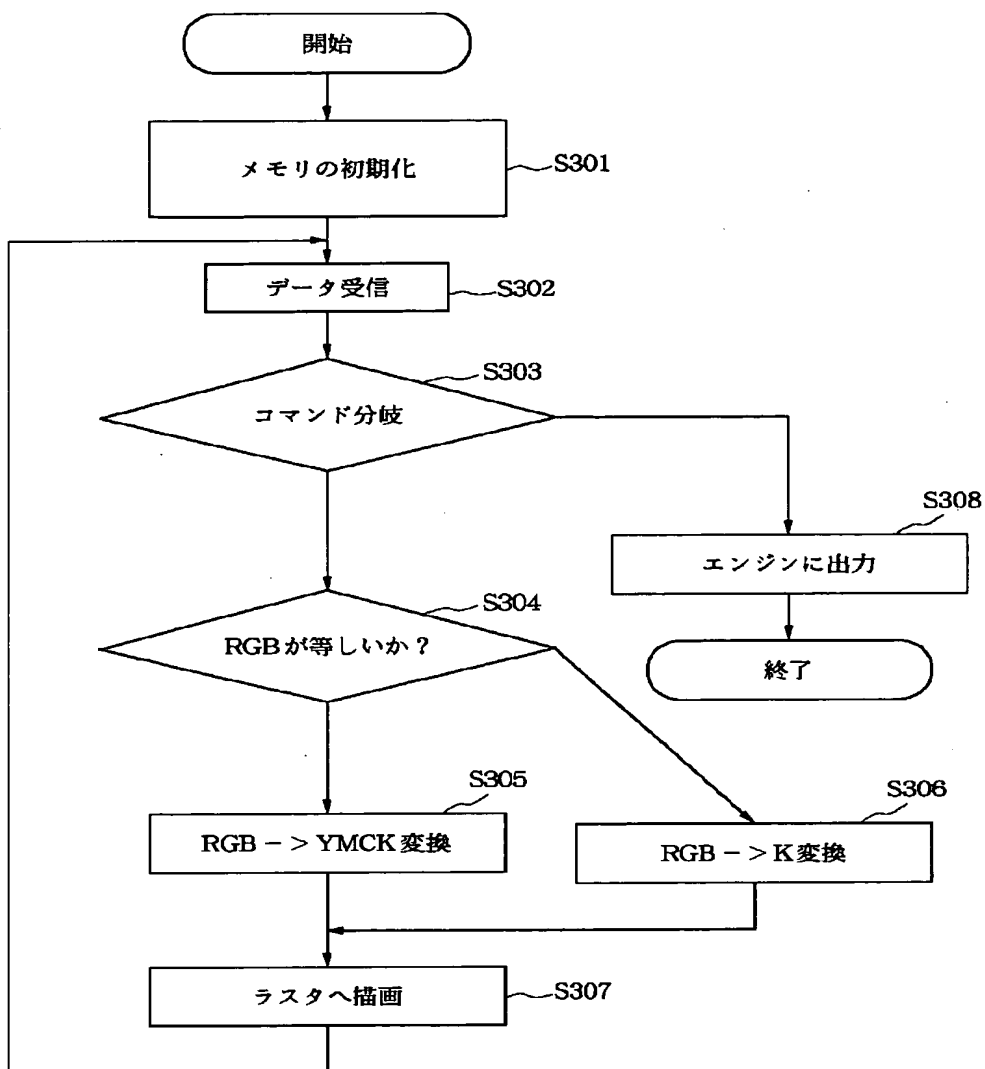 開始
メモリの初期化
S301
データ受信
S302
S303
コマンド分岐
S308
エンジンに出力
S304
RGBが等しいか?
終了
S305
RGB ー> YMCK変換
S306
RGB ー> K変換
ラスタへ描画
S307